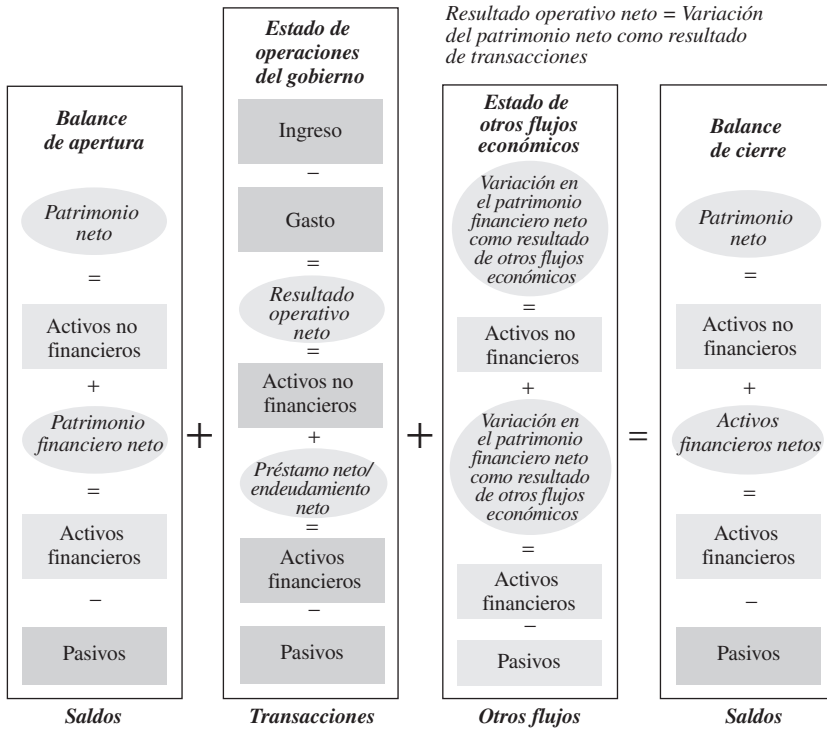 Resultado operativo neto = Variación
del patrimonio neto como resultado
de transacciones
Balance
de apertura
Patrimonio
neto
=
Activos no
financieros
+
Patrimonio
financiero neto
=
Activos
financieros
–
Pasivos
Saldos
+
Estado de
operaciones
del gobierno
Ingreso
–
Gasto
=
Resultado
operativo
neto
=
Activos no
financieros
+
Préstamo neto/
endeudamiento
neto
=
Activos
financieros
–
Pasivos
Transacciones
+
Estado de
otros flujos
económicos
Variación en
el patrimonio
financiero neto
como resultado
de otros flujos
económicos
=
Activos no
financieros
+
Variación en
el patrimonio
financiero neto
como resultado
de otros flujos
económicos
=
Activos
financieros
–
Pasivos
Otros flujos
=
Balance
de cierre
Patrimonio
neto
=
Activos no
financieros
+
Activos
financieros netos
=
Activos
financieros
–
Pasivos
Saldos